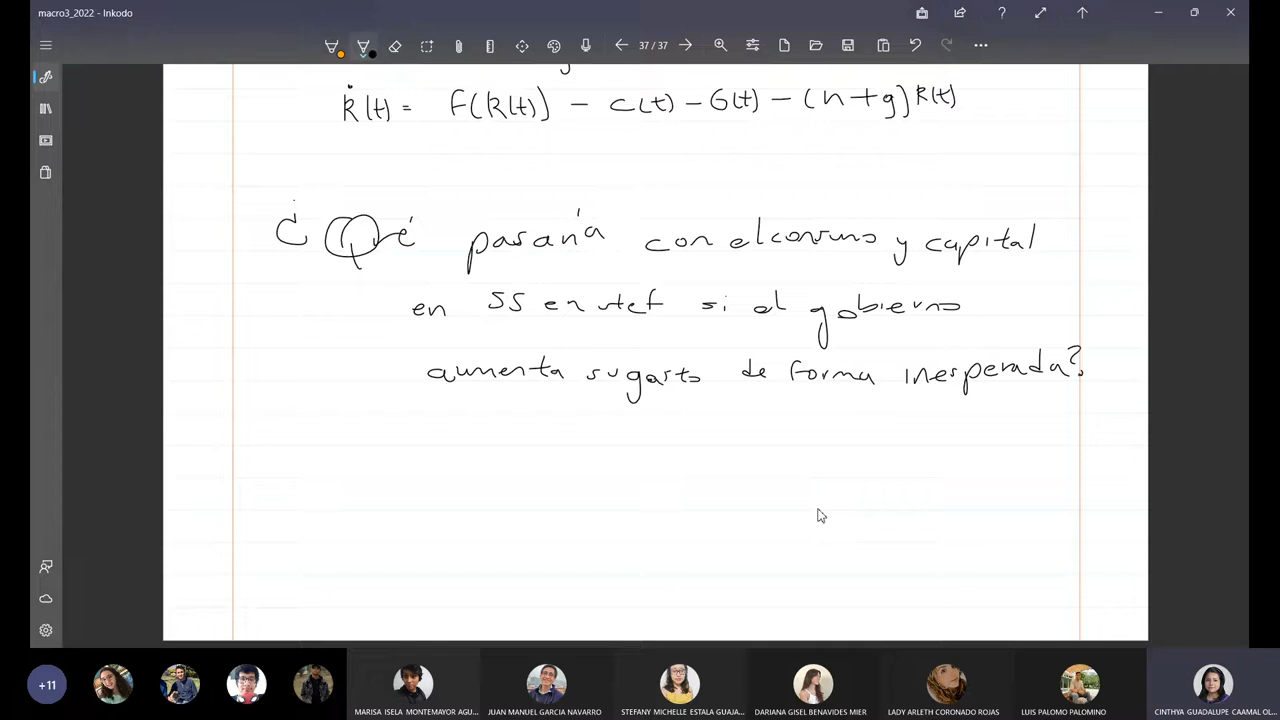 macro3_2022 - Inkodo
37 / 37
k̇(t) = f(k(t)) - c(t) - G(t) - (n+g)k(t)
¿Qué pasaría con el consumo y capital
en SS en utef si el gobierno
aumenta su gasto de forma inesperada?
+11
MARISA ISELA MONTEMAYOR AGU...
JUAN MANUEL GARCIA NAVARRO
STEFANY MICHELLE ESTALA GUAJA...
DARIANA GISEL BENAVIDES MIER
LADY ARLETH CORONADO ROJAS
LUIS PALOMO PALOMINO
CINTHYA GUADALUPE CAAMAL OL...